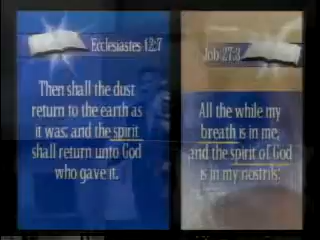 Ecclesiastes 12:7
Then shall the dust
return to the earth as
it was: and the spirit
shall return unto God
who gave it.
Job 27:3
All the while my
breath is in me,
and the spirit of God
is in my nostrils;